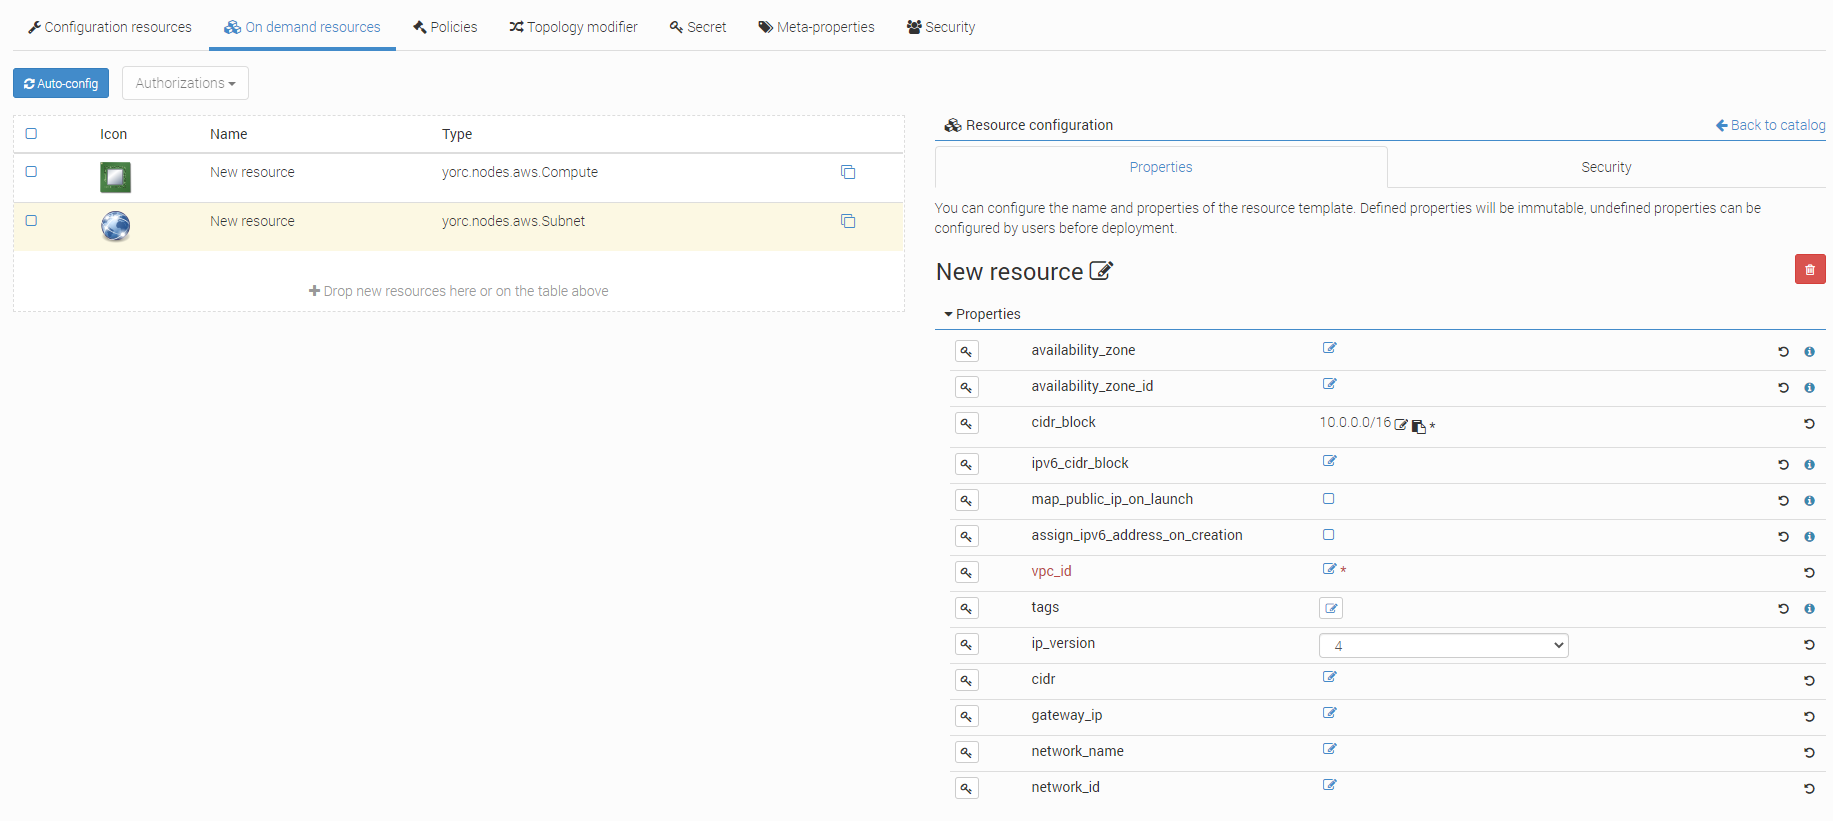 Configuration resources On demand resources Policies Topology modifier Secret Meta-properties Security
Auto-config Authorizations
Icon Name Type
New resource yorc.nodes.aws.Compute
New resource yorc.nodes.aws.Subnet
Drop new resources here or on the table above
Resource configuration Back to catalog
Properties Security
You can configure the name and properties of the resource template. Defined properties will be immutable, undefined properties can be
configured by users before deployment.
New resource
Properties
availability_zone
availability_zone_id
cidr_block 10.0.0.0/16 *
ipv6_cidr_block
map_public_ip_on_launch
assign_ipv6_address_on_creation
vpc_id *
tags
ip_version 4
cidr
gateway_ip
network_name
network_id